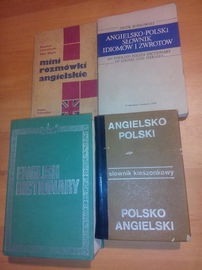 mini
rozmówki
angielskie
ANGIELSKO-POLSKI
SŁOWNIK
IDIOMÓW I ZWROTÓW
ENGLISH
DICTIONARY
ANGIELSKO
POLSKI
słownik kieszonkowy
POLSKO
ANGIELSKI